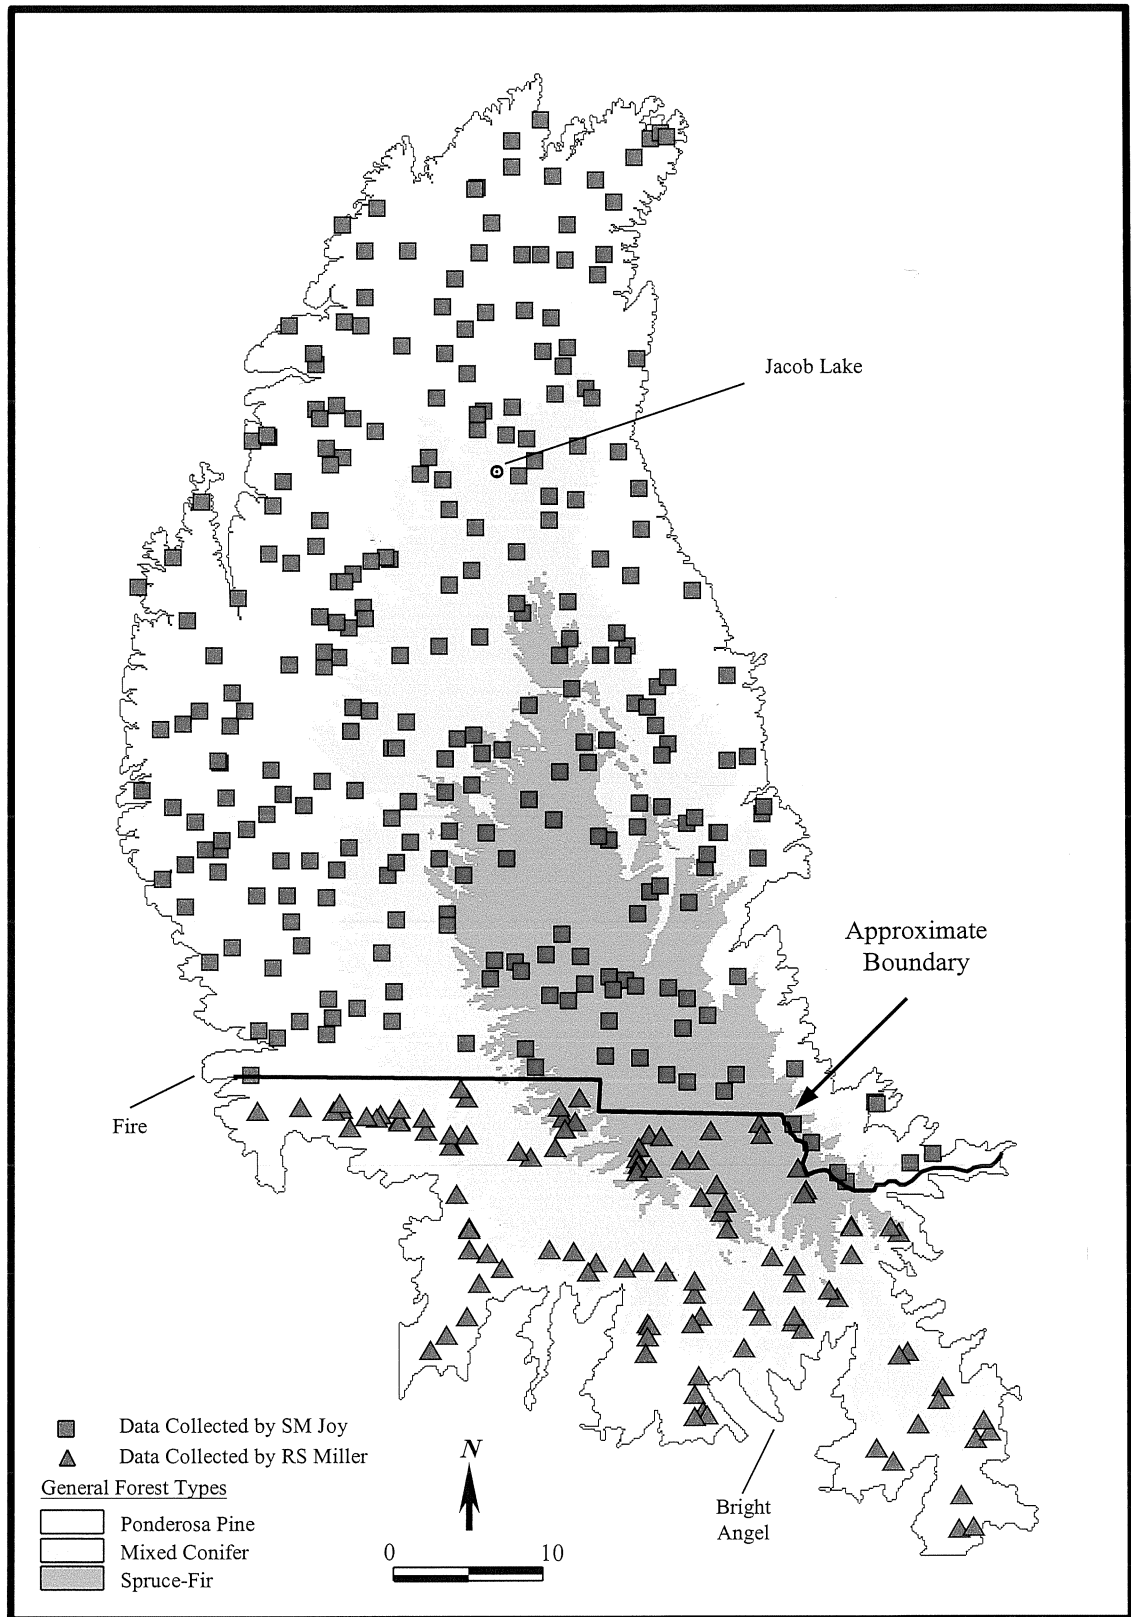 Jacob Lake
Approximate
Boundary
Fire
Data Collected by SM Joy
Data Collected by RS Miller
General Forest Types
Ponderosa Pine
Mixed Conifer
Spruce-Fir
N
0 10
Bright
Angel